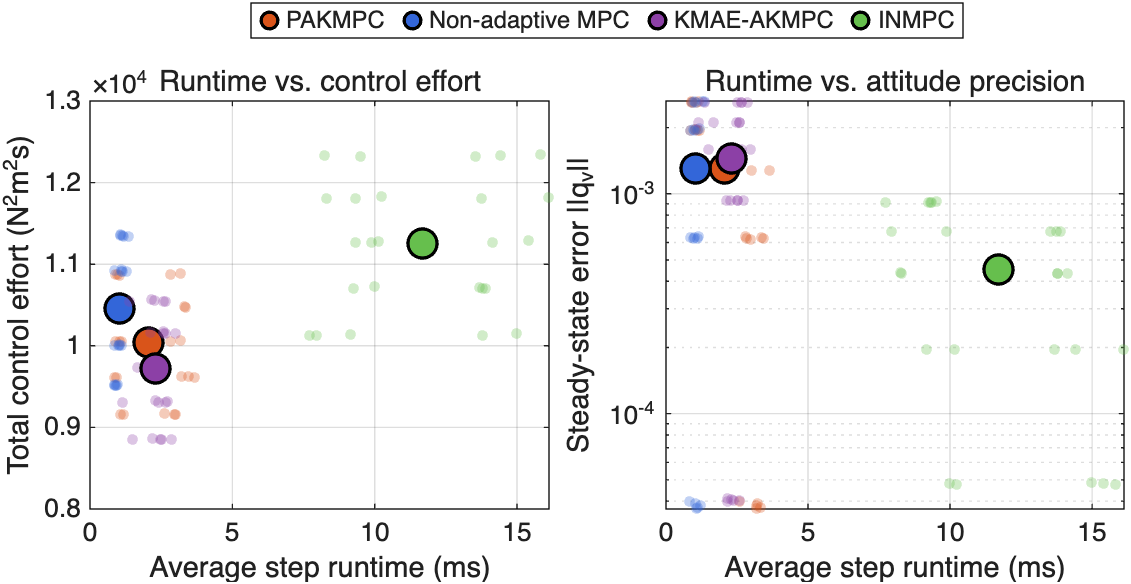 PAKMPC Non-adaptive MPC KMAE-AKMPC INMPC
×10⁴ Runtime vs. control effort
1.3
1.2
1.1
1
0.9
0.8
0 5 10 15
Total control effort (N²m²s)
Average step runtime (ms)
Runtime vs. attitude precision
10⁻³
10⁻⁴
0 5 10 15
Steady-state error ||qᵥ||
Average step runtime (ms)